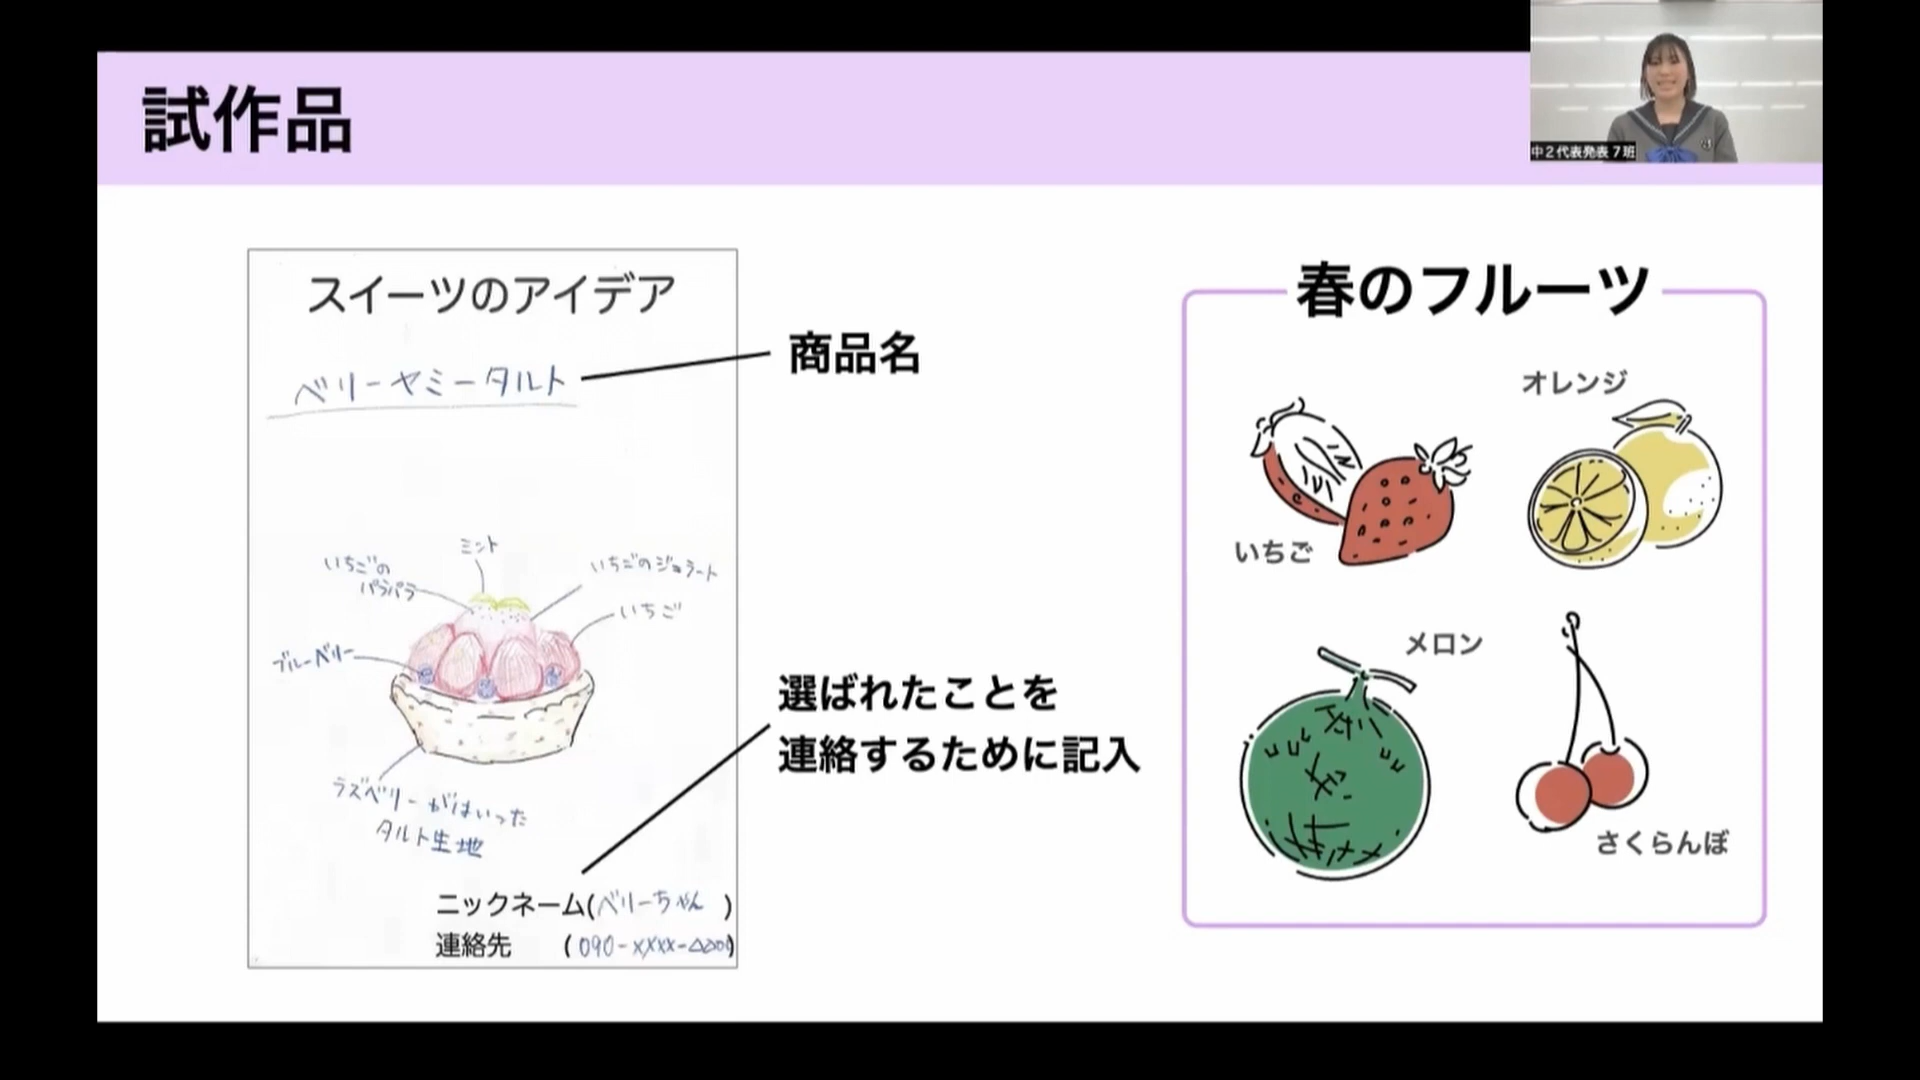 試作品
中2代表発表7班
スイーツのアイデア
ベリーヤミータルト
商品名
ミント
いちごの
パラパラ
いちごのジェラート
いちご
ブルーベリー
ラズベリーがはいった
タルト生地
選ばれたことを
連絡するために記入
ニックネーム(ベリーちゃん )
連絡先 (090-xxxx-△△
春のフルーツ
オレンジ
いちご
メロン
さくらんぼ